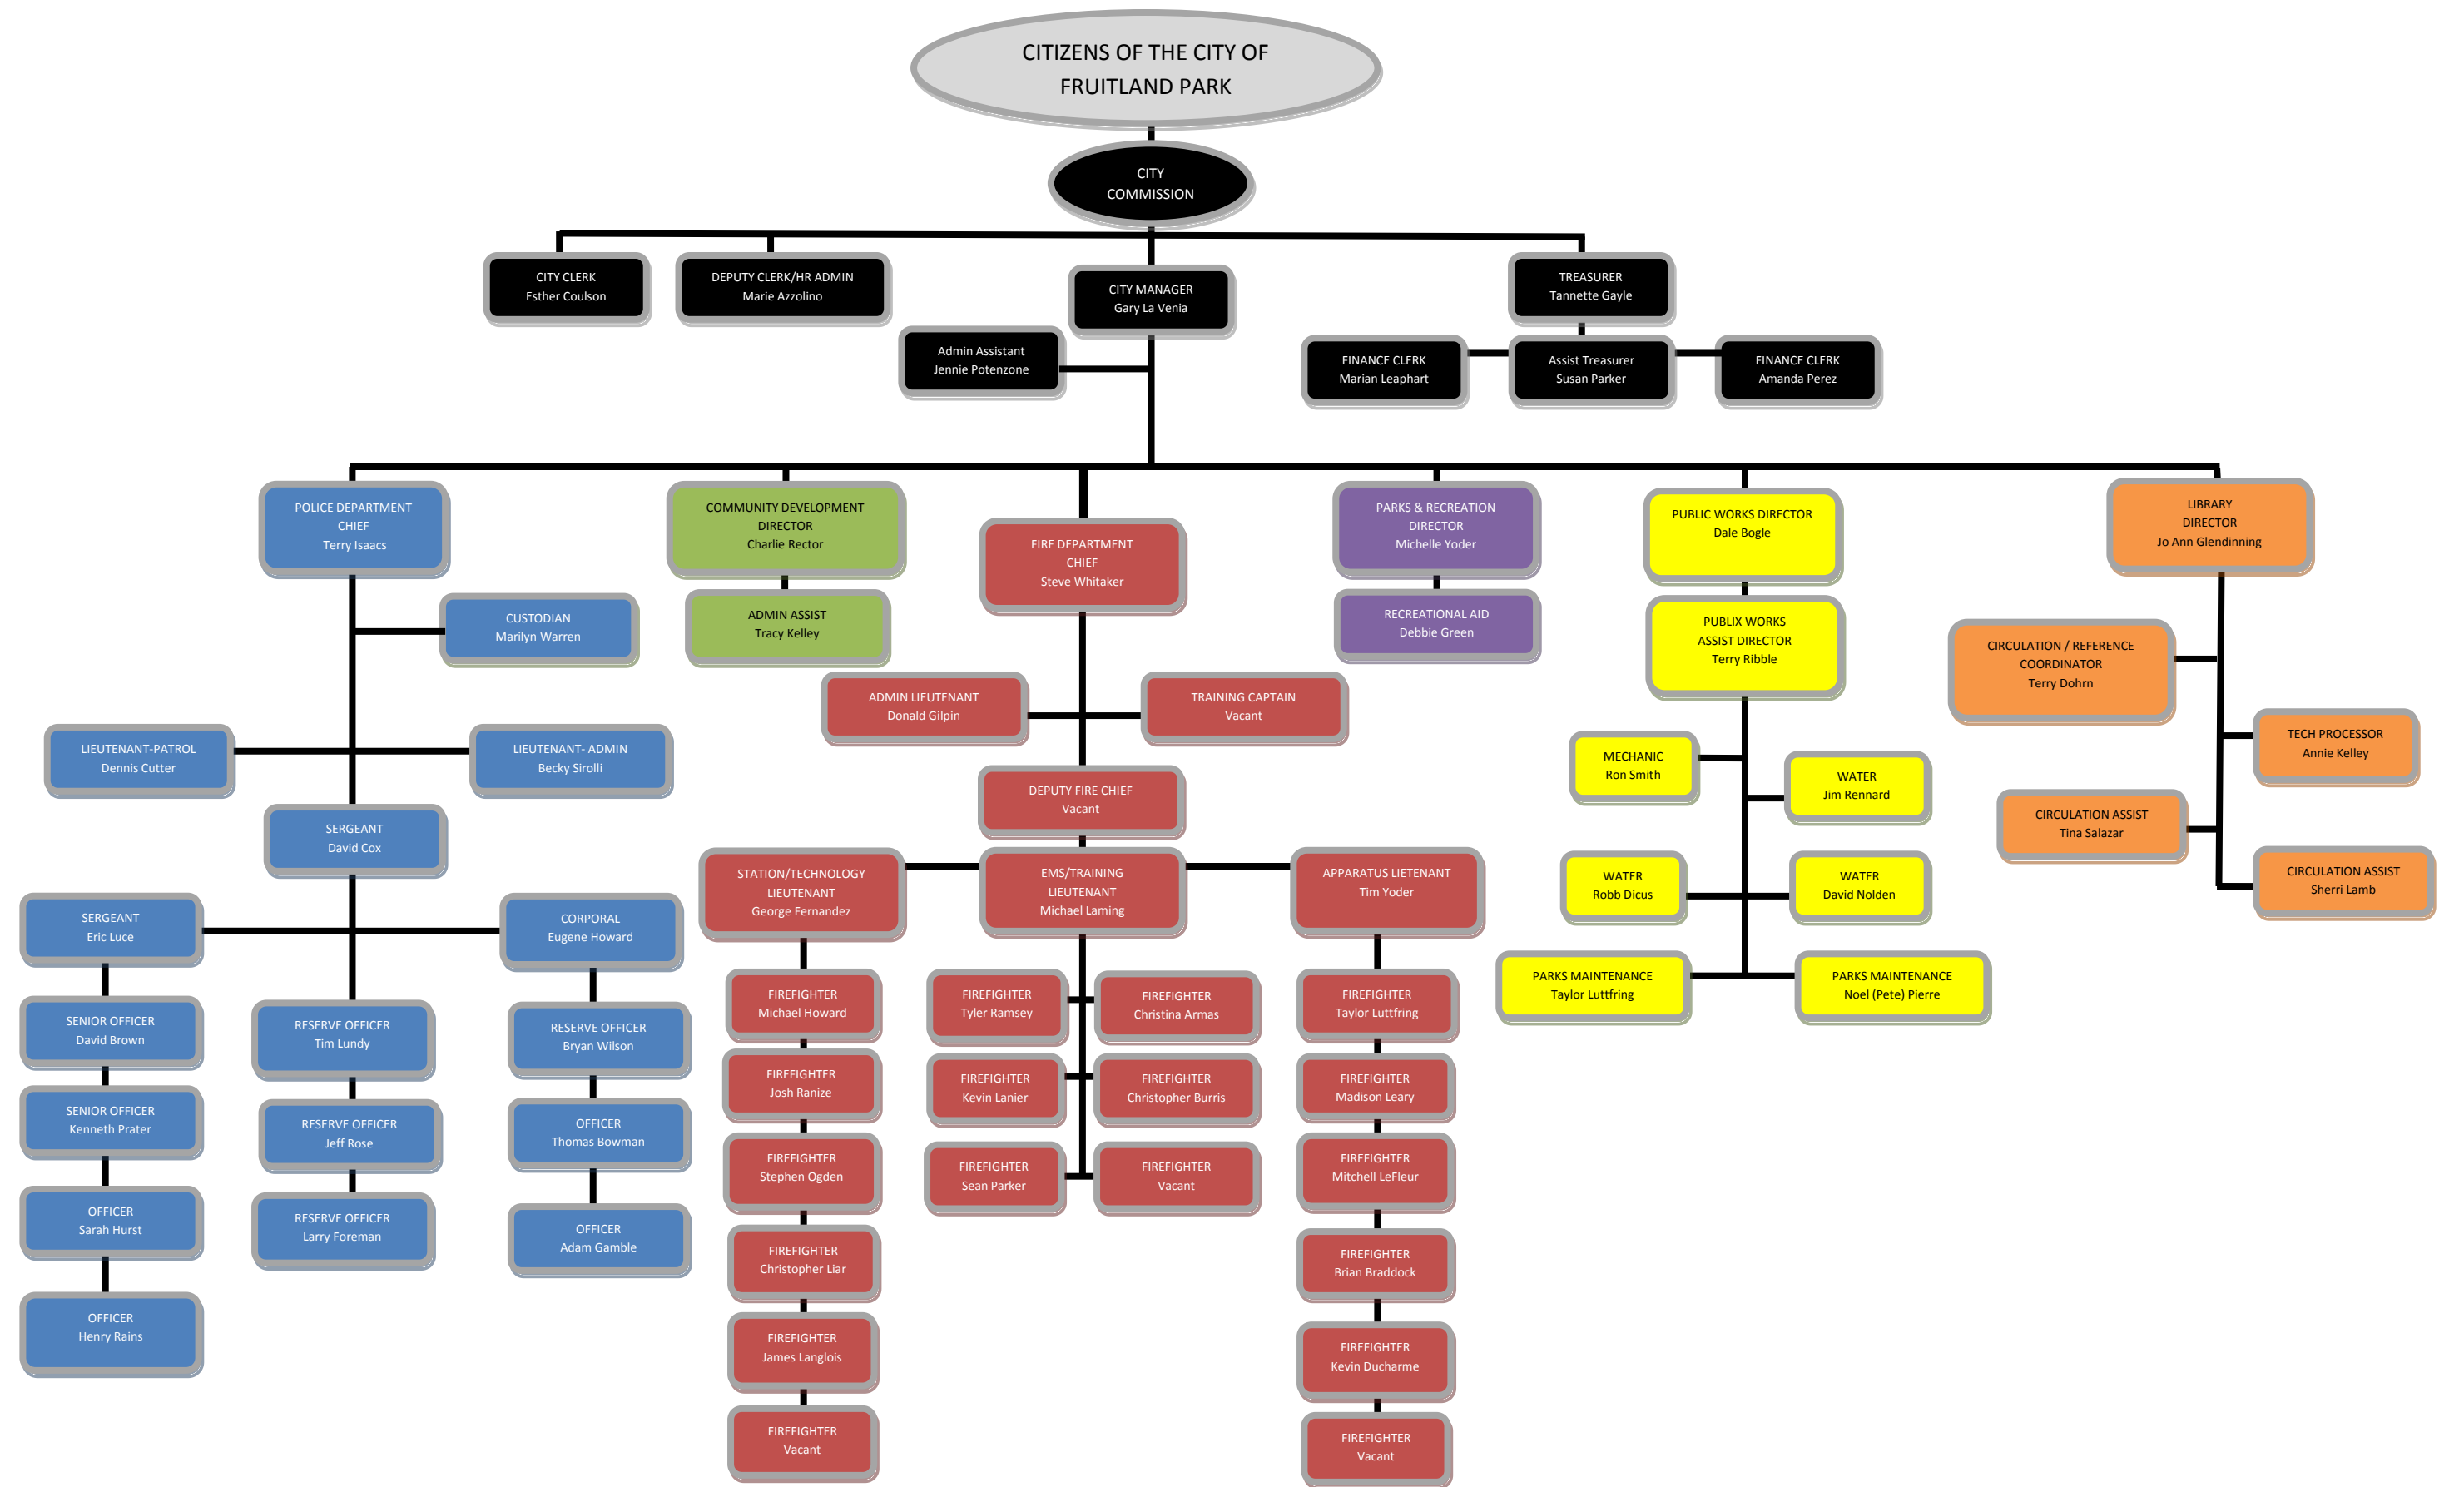 CITIZENS OF THE CITY OF
FRUITLAND PARK
CITY
COMMISSION
CITY CLERK
Esther Coulson
DEPUTY CLERK/HR ADMIN
Marie Azzolino
CITY MANAGER
Gary La Venia
TREASURER
Tannette Gayle
Admin Assistant
Jennie Potenzone
FINANCE CLERK
Marian Leaphart
Assist Treasurer
Susan Parker
FINANCE CLERK
Amanda Perez
POLICE DEPARTMENT
CHIEF
Terry Isaacs
CUSTODIAN
Marilyn Warren
LIEUTENANT-PATROL
Dennis Cutter
LIEUTENANT- ADMIN
Becky Sirolli
SERGEANT
David Cox
SERGEANT
Eric Luce
CORPORAL
Eugene Howard
SENIOR OFFICER
David Brown
SENIOR OFFICER
Kenneth Prater
OFFICER
Sarah Hurst
OFFICER
Henry Rains
RESERVE OFFICER
Tim Lundy
RESERVE OFFICER
Jeff Rose
RESERVE OFFICER
Larry Foreman
RESERVE OFFICER
Bryan Wilson
OFFICER
Thomas Bowman
OFFICER
Adam Gamble
COMMUNITY DEVELOPMENT
DIRECTOR
Charlie Rector
ADMIN ASSIST
Tracy Kelley
FIRE DEPARTMENT
CHIEF
Steve Whitaker
ADMIN LIEUTENANT
Donald Gilpin
TRAINING CAPTAIN
Vacant
DEPUTY FIRE CHIEF
Vacant
STATION/TECHNOLOGY
LIEUTENANT
George Fernandez
EMS/TRAINING
LIEUTENANT
Michael Laming
APPARATUS LIETENANT
Tim Yoder
FIREFIGHTER
Michael Howard
FIREFIGHTER
Josh Ranize
FIREFIGHTER
Stephen Ogden
FIREFIGHTER
Christopher Liar
FIREFIGHTER
James Langlois
FIREFIGHTER
Vacant
FIREFIGHTER
Tyler Ramsey
FIREFIGHTER
Christina Armas
FIREFIGHTER
Kevin Lanier
FIREFIGHTER
Christopher Burris
FIREFIGHTER
Sean Parker
FIREFIGHTER
Vacant
FIREFIGHTER
Taylor Luttfring
FIREFIGHTER
Madison Leary
FIREFIGHTER
Mitchell LeFleur
FIREFIGHTER
Brian Braddock
FIREFIGHTER
Kevin Ducharme
FIREFIGHTER
Vacant
PARKS & RECREATION
DIRECTOR
Michelle Yoder
RECREATIONAL AID
Debbie Green
PUBLIC WORKS DIRECTOR
Dale Bogle
PUBLIX WORKS
ASSIST DIRECTOR
Terry Ribble
MECHANIC
Ron Smith
WATER
Jim Rennard
WATER
Robb Dicus
WATER
David Nolden
PARKS MAINTENANCE
Taylor Luttfring
PARKS MAINTENANCE
Noel (Pete) Pierre
LIBRARY
DIRECTOR
Jo Ann Glendinning
CIRCULATION / REFERENCE
COORDINATOR
Terry Dohrn
TECH PROCESSOR
Annie Kelley
CIRCULATION ASSIST
Tina Salazar
CIRCULATION ASSIST
Sherri Lamb